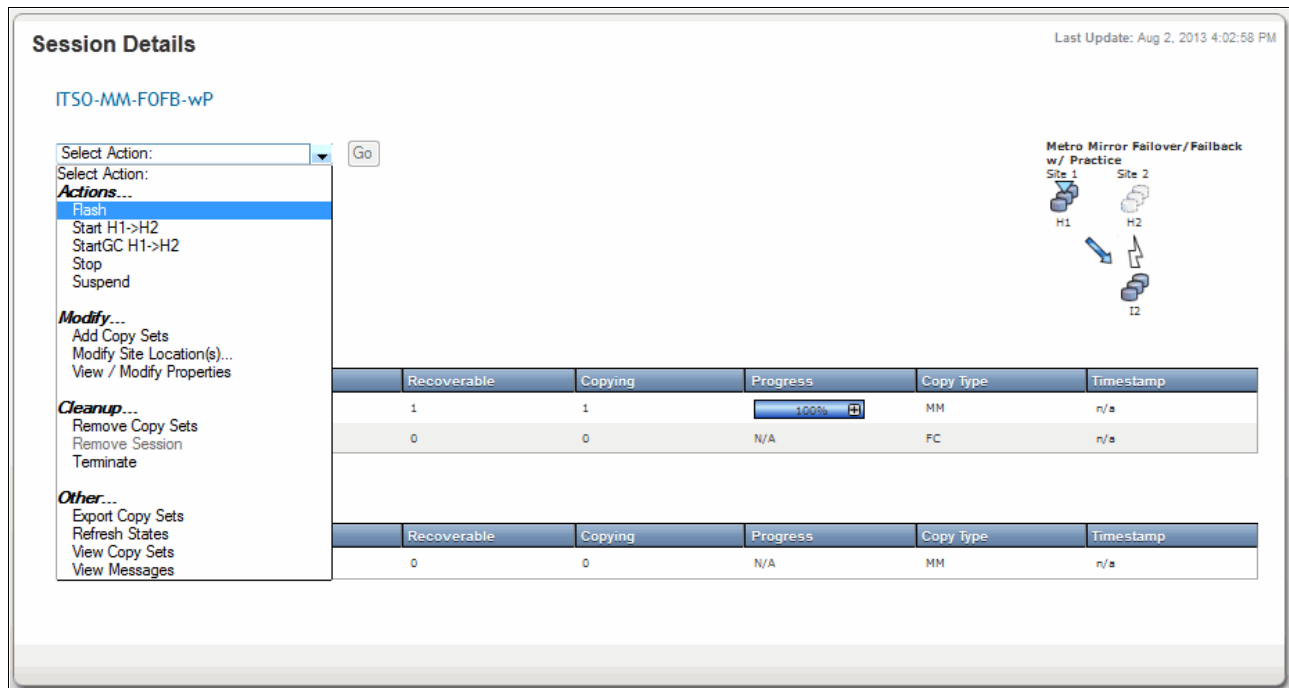 Session Details
Last Update: Aug 2, 2013 4:02:58 PM
ITSO-MM-FOFB-wP
Select Action:
Go
Select Action:
Actions...
Flash
Start H1->H2
StartGC H1->H2
Stop
Suspend
Modify...
Add Copy Sets
Modify Site Location(s)...
View / Modify Properties
Cleanup...
Remove Copy Sets
Remove Session
Terminate
Other...
Export Copy Sets
Refresh States
View Copy Sets
View Messages
Metro Mirror Failover/Failback
w/ Practice
Site 1 Site 2
H1 H2
I2
Recoverable Copying Progress Copy Type Timestamp
1 1 100% MM n/a
0 0 N/A FC n/a
Recoverable Copying Progress Copy Type Timestamp
0 0 N/A MM n/a